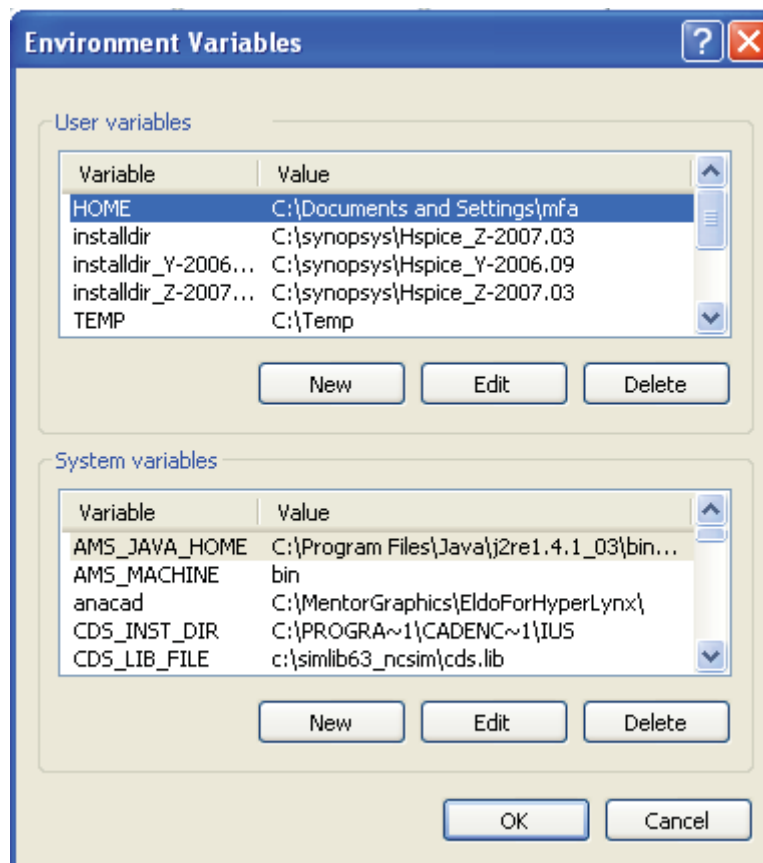 Environment Variables
User variables
Variable Value
HOME C:\Documents and Settings\mfa
installdir C:\synopsys\Hspice_Z-2007.03
installdir_Y-2006... C:\synopsys\Hspice_Y-2006.09
installdir_Z-2007... C:\synopsys\Hspice_Z-2007.03
TEMP C:\Temp
New Edit Delete
System variables
Variable Value
AMS_JAVA_HOME C:\Program Files\Java\j2re1.4.1_03\bin...
AMS_MACHINE bin
anacad C:\MentorGraphics\EldoForHyperLynx\
CDS_INST_DIR C:\PROGRA~1\CADENC~1\IUS
CDS_LIB_FILE c:\simlib63_ncsim\cds.lib
New Edit Delete
OK Cancel